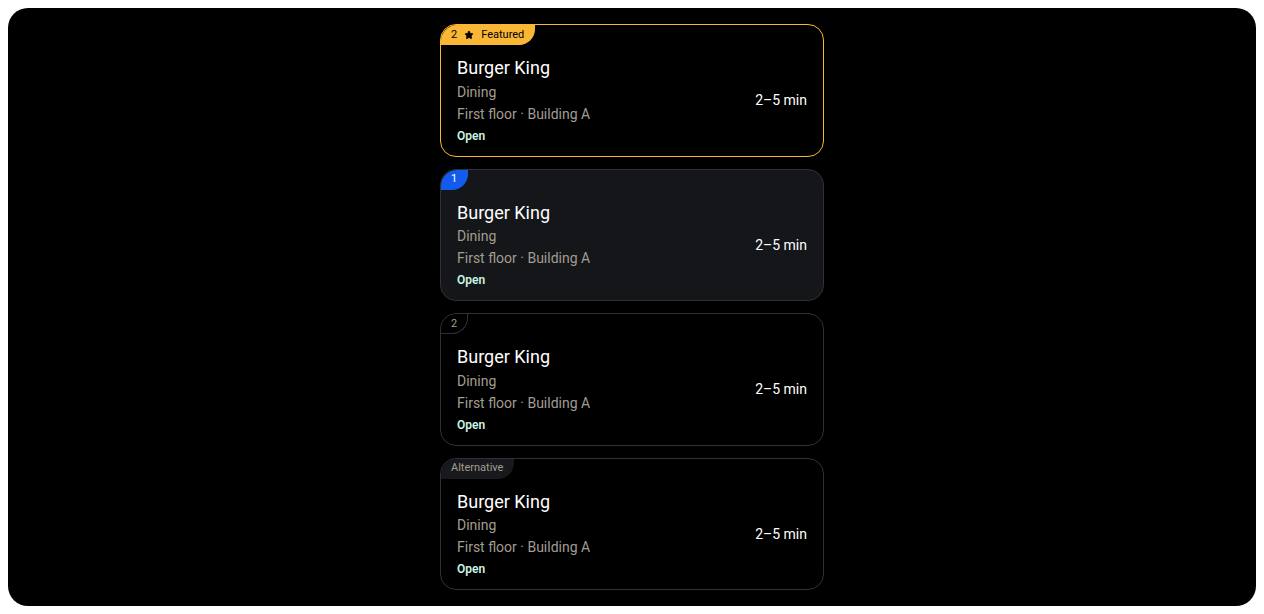 2 ★ Featured
Burger King
Dining
First floor · Building A
Open
2–5 min
1
Burger King
Dining
First floor · Building A
Open
2–5 min
2
Burger King
Dining
First floor · Building A
Open
2–5 min
Alternative
Burger King
Dining
First floor · Building A
Open
2–5 min